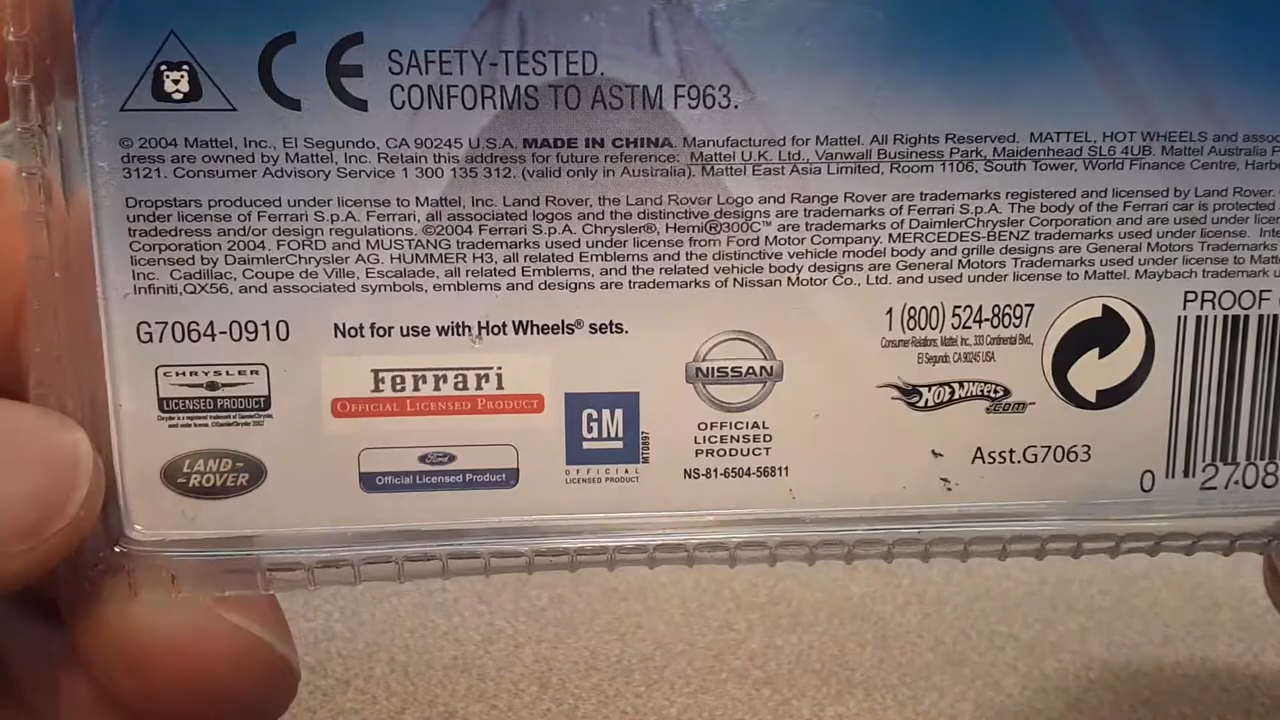 CE
SAFETY-TESTED.
CONFORMS TO ASTM F963.
© 2004 Mattel, Inc., El Segundo, CA 90245 U.S.A. MADE IN CHINA. Manufactured for Mattel. All Rights Reserved. MATTEL, HOT WHEELS and
dress are owned by Mattel, Inc. Retain this address for future reference: Mattel U.K. Ltd., Vanwall Business Park, Maidenhead SL6 4UB. Mattel Australia
3121. Consumer Advisory Service 1 300 135 312. (valid only in Australia). Mattel East Asia Limited, Room 1106, South Tower, World Finance Centre,
Dropstars produced under license to Mattel, Inc. Land Rover, the Land Rover Logo and Range Rover are trademarks registered and licensed by Land Rover.
under license of Ferrari S.p.A. Ferrari, all associated logos and the distinctive designs are trademarks of Ferrari S.p.A. The body of the Ferrari car is protected
tradedress and/or design regulations. ©2004 Ferrari S.p.A. Chrysler®, Hemi®300C™ are trademarks of DaimlerChrysler Corporation and are used under
Corporation 2004. FORD and MUSTANG trademarks used under license from Ford Motor Company. MERCEDES-BENZ trademarks used under license.
licensed by DaimlerChrysler AG. HUMMER H3, all related Emblems and the distinctive vehicle model body and grille designs are General Motors Trademarks
Inc. Cadillac, Coupe de Ville, Escalade, all related Emblems, and the related vehicle body designs are General Motors Trademarks used under license to
Infiniti,QX56, and associated symbols, emblems and designs are trademarks of Nissan Motor Co., Ltd. and used under license to Mattel. Maybach trademark
G7064-0910
Not for use with Hot Wheels® sets.
CHRYSLER
LICENSED PRODUCT
Chrysler is a registered trademark of DaimlerChrysler,
used under license. ©DaimlerChrysler 2002
LAND-
-ROVER
Ferrari
OFFICIAL LICENSED PRODUCT
Ford
Official Licensed Product
GM
MT0897
OFFICIAL
LICENSED PRODUCT
NISSAN
OFFICIAL
LICENSED
PRODUCT
NS-81-6504-56811
1 (800) 524-8697
Consumer Relations, Mattel, Inc., 333 Continental Blvd.,
El Segundo, CA 90245 USA.
HOT WHEELS
.COM
Asst.G7063
PROOF
0 2708